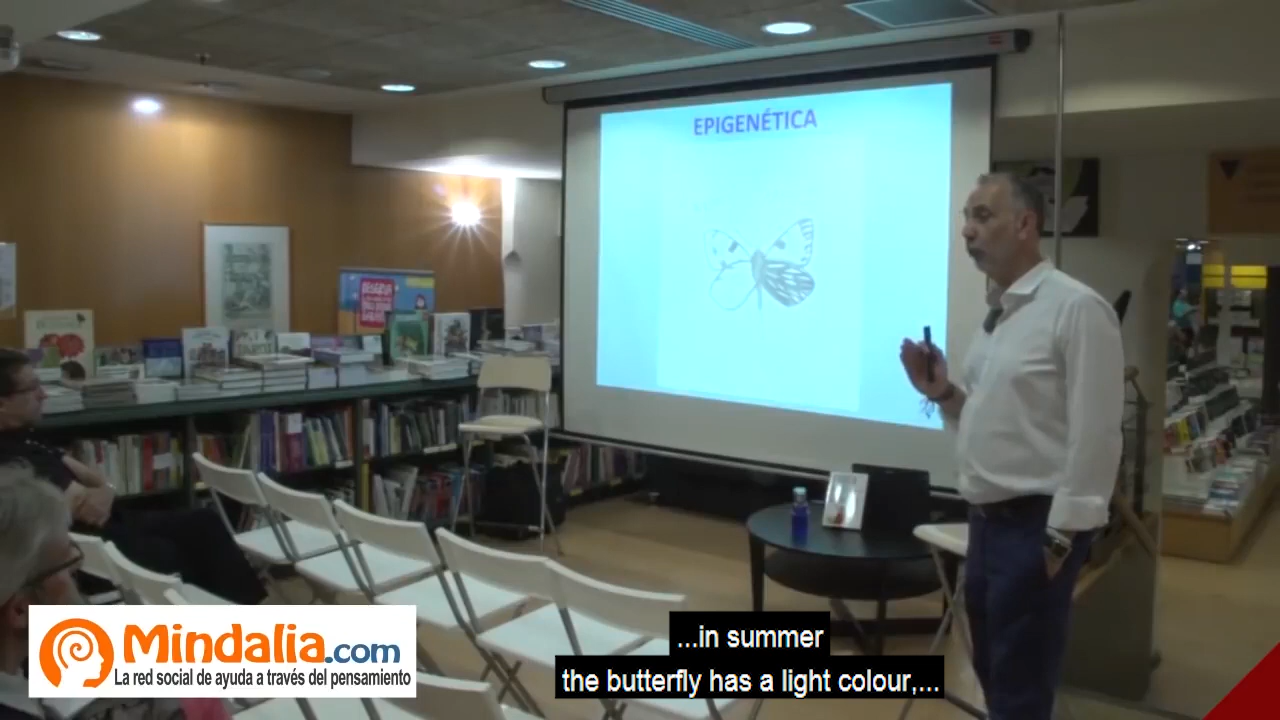 EPIGENÉTICA
Mindalia.com
La red social de ayuda a través del pensamiento
...in summer
the butterfly has a light colour,...